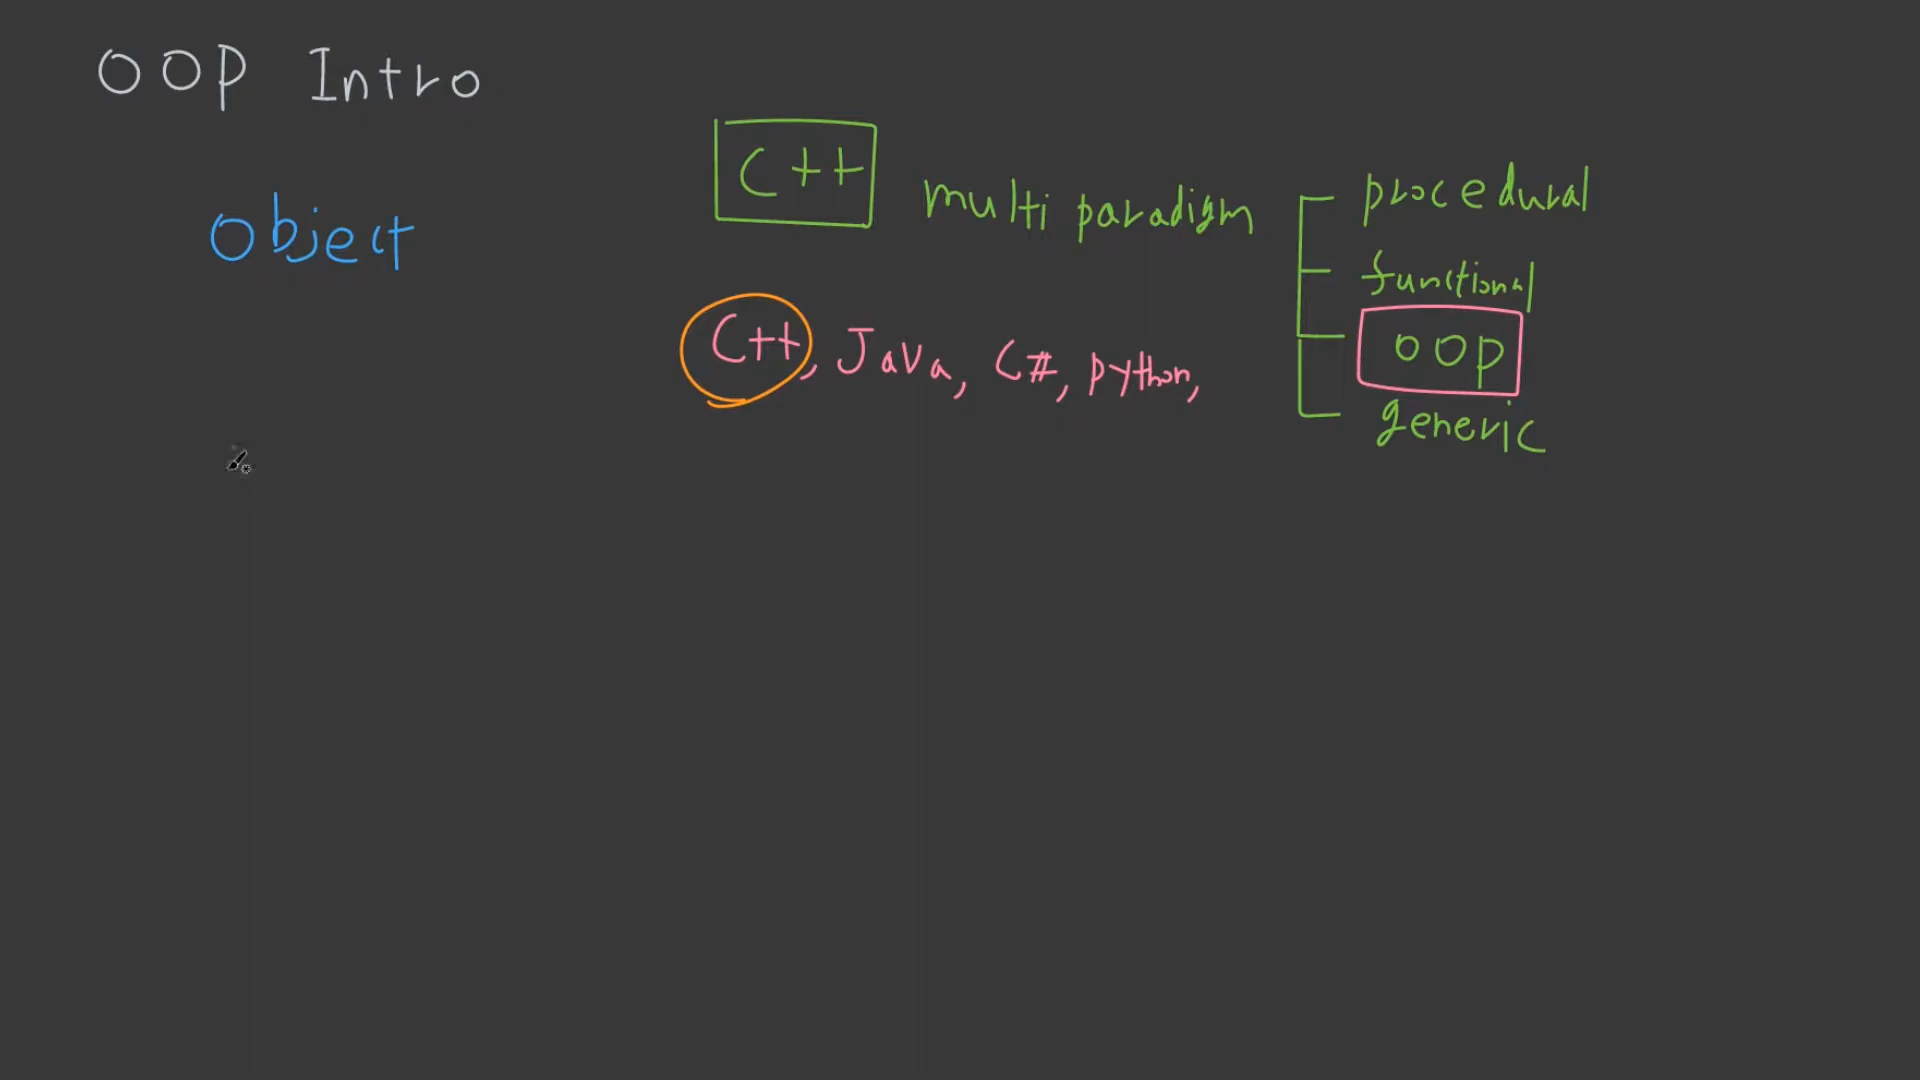 OOP Intro
C++
multi paradigm
procedural
functional
OOP
generic
object
C++, Java, C#, python,